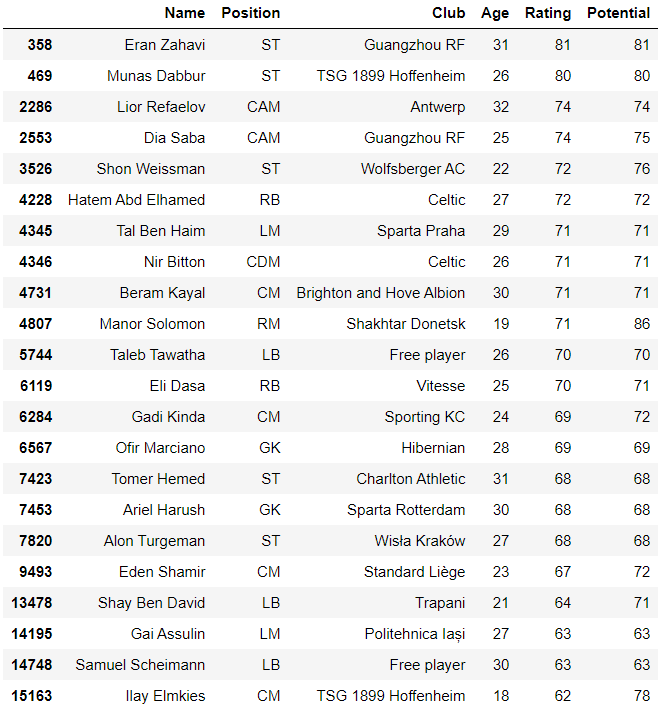 Name Position Club Age Rating Potential
358 Eran Zahavi ST Guangzhou RF 31 81 81
469 Munas Dabbur ST TSG 1899 Hoffenheim 26 80 80
2286 Lior Refaelov CAM Antwerp 32 74 74
2553 Dia Saba CAM Guangzhou RF 25 74 75
3526 Shon Weissman ST Wolfsberger AC 22 72 76
4228 Hatem Abd Elhamed RB Celtic 27 72 72
4345 Tal Ben Haim LM Sparta Praha 29 71 71
4346 Nir Bitton CDM Celtic 26 71 71
4731 Beram Kayal CM Brighton and Hove Albion 30 71 71
4807 Manor Solomon RM Shakhtar Donetsk 19 71 86
5744 Taleb Tawatha LB Free player 26 70 70
6119 Eli Dasa RB Vitesse 25 70 71
6284 Gadi Kinda CM Sporting KC 24 69 72
6567 Ofir Marciano GK Hibernian 28 69 69
7423 Tomer Hemed ST Charlton Athletic 31 68 68
7453 Ariel Harush GK Sparta Rotterdam 30 68 68
7820 Alon Turgeman ST Wisła Kraków 27 68 68
9493 Eden Shamir CM Standard Liège 23 67 72
13478 Shay Ben David LB Trapani 21 64 71
14195 Gai Assulin LM Politehnica Iași 27 63 63
14748 Samuel Scheimann LB Free player 30 63 63
15163 Ilay Elmkies CM TSG 1899 Hoffenheim 18 62 78